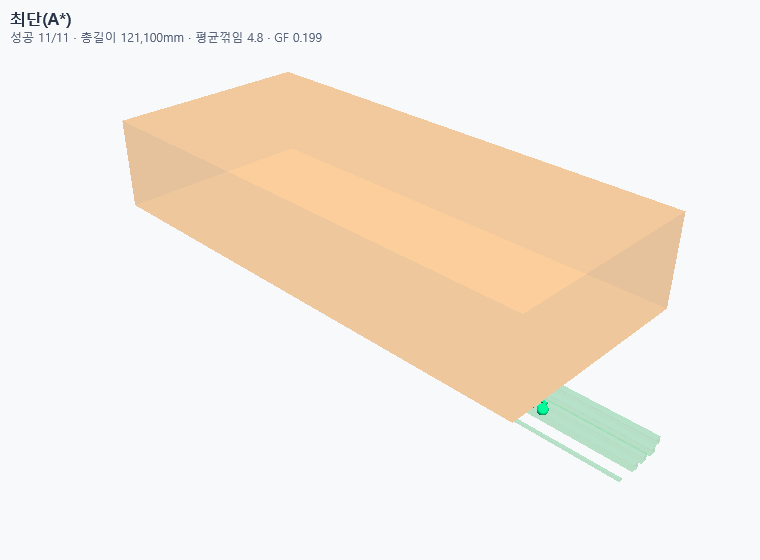 최단(A*)
성공 11/11 · 총길이 121,100mm · 평균꺾임 4.8 · GF 0.199